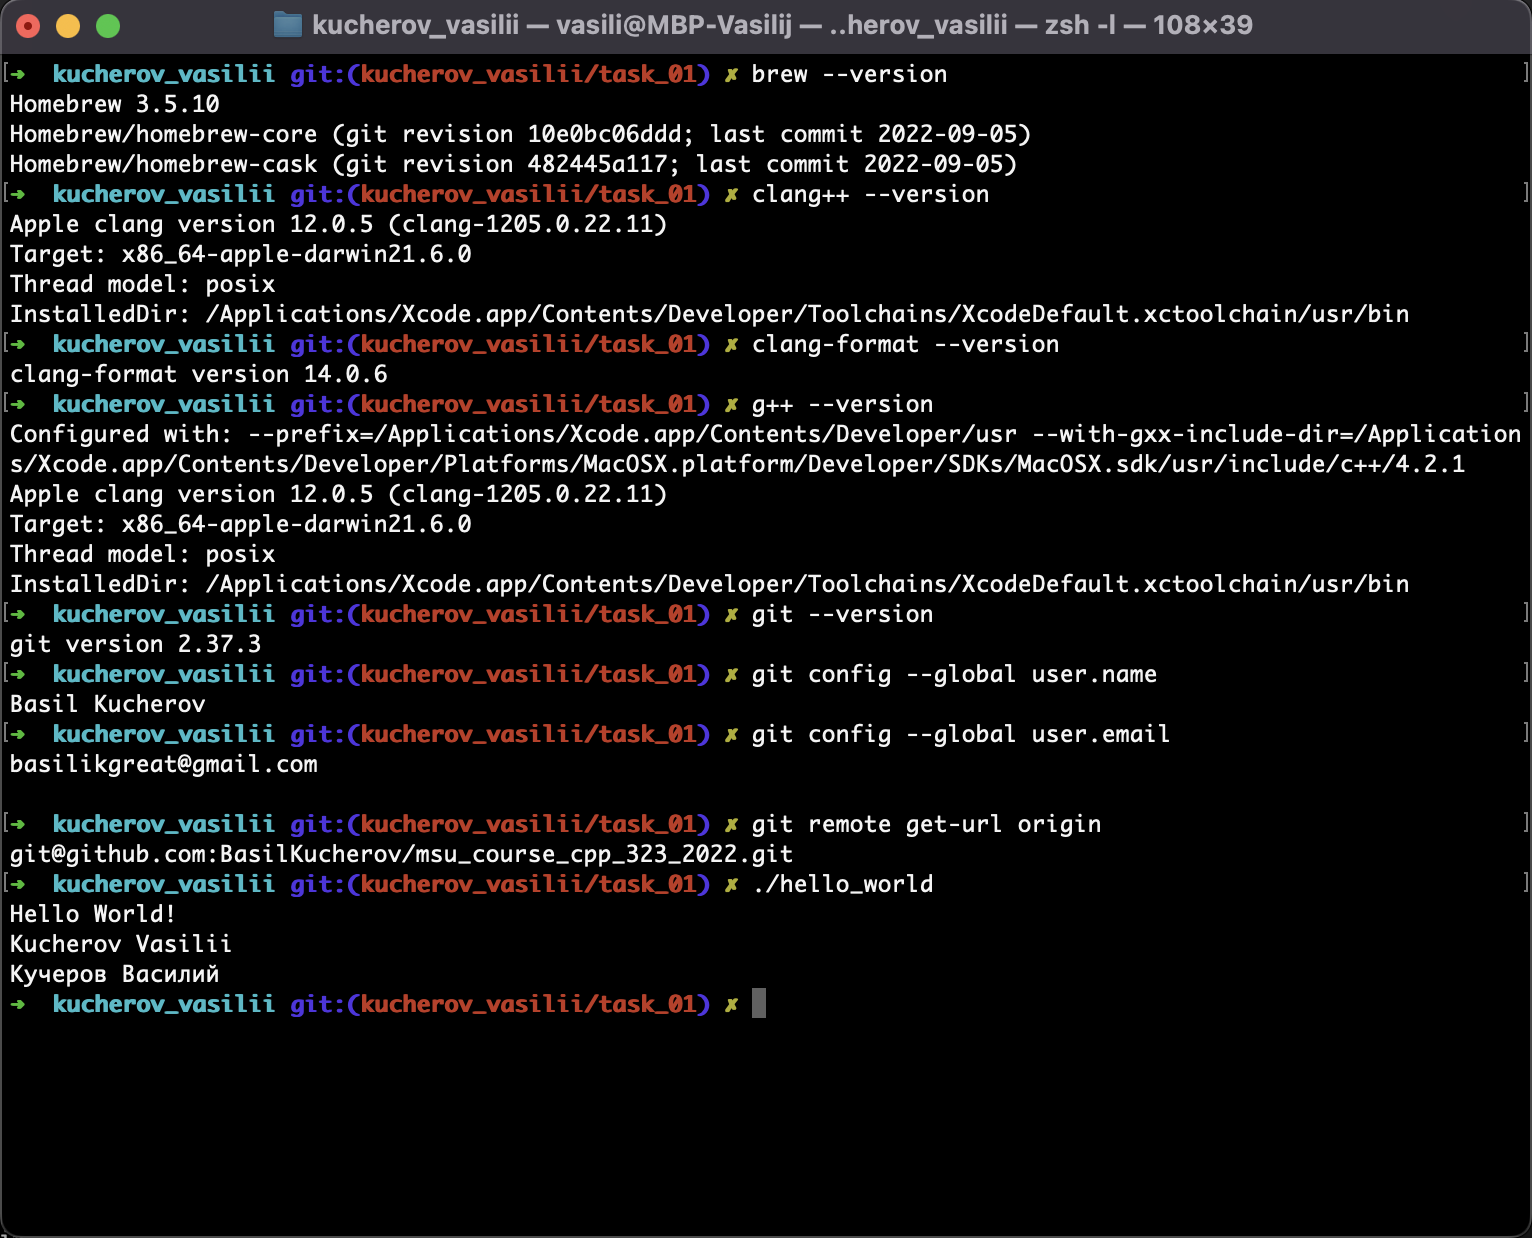 kucherov_vasilii — vasili@MBP-Vasilij — ..herov_vasilii — zsh -l — 108×39
[➜  kucherov_vasilii git:(kucherov_vasilii/task_01) ✗ brew --version ]
Homebrew 3.5.10
Homebrew/homebrew-core (git revision 10e0bc06ddd; last commit 2022-09-05)
Homebrew/homebrew-cask (git revision 482445a117; last commit 2022-09-05)
[➜  kucherov_vasilii git:(kucherov_vasilii/task_01) ✗ clang++ --version ]
Apple clang version 12.0.5 (clang-1205.0.22.11)
Target: x86_64-apple-darwin21.6.0
Thread model: posix
InstalledDir: /Applications/Xcode.app/Contents/Developer/Toolchains/XcodeDefault.xctoolchain/usr/bin
[➜  kucherov_vasilii git:(kucherov_vasilii/task_01) ✗ clang-format --version ]
clang-format version 14.0.6
[➜  kucherov_vasilii git:(kucherov_vasilii/task_01) ✗ g++ --version ]
Configured with: --prefix=/Applications/Xcode.app/Contents/Developer/usr --with-gxx-include-dir=/Application
s/Xcode.app/Contents/Developer/Platforms/MacOSX.platform/Developer/SDKs/MacOSX.sdk/usr/include/c++/4.2.1
Apple clang version 12.0.5 (clang-1205.0.22.11)
Target: x86_64-apple-darwin21.6.0
Thread model: posix
InstalledDir: /Applications/Xcode.app/Contents/Developer/Toolchains/XcodeDefault.xctoolchain/usr/bin
[➜  kucherov_vasilii git:(kucherov_vasilii/task_01) ✗ git --version ]
git version 2.37.3
[➜  kucherov_vasilii git:(kucherov_vasilii/task_01) ✗ git config --global user.name ]
Basil Kucherov
[➜  kucherov_vasilii git:(kucherov_vasilii/task_01) ✗ git config --global user.email ]
basilikgreat@gmail.com
[➜  kucherov_vasilii git:(kucherov_vasilii/task_01) ✗ git remote get-url origin ]
git@github.com:BasilKucherov/msu_course_cpp_323_2022.git
[➜  kucherov_vasilii git:(kucherov_vasilii/task_01) ✗ ./hello_world ]
Hello World!
Kucherov Vasilii
Кучеров Василий
➜  kucherov_vasilii git:(kucherov_vasilii/task_01) ✗